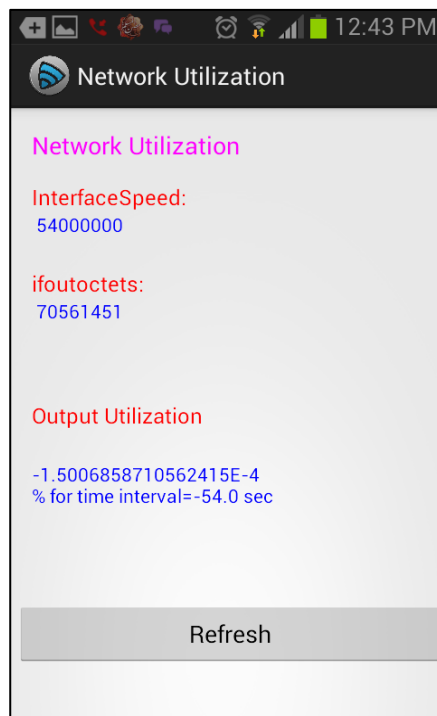 12:43 PM
Network Utilization
Network Utilization
InterfaceSpeed:
54000000
ifoutoctets:
70561451
Output Utilization
-1.5006858710562415E-4
% for time interval=-54.0 sec
Refresh